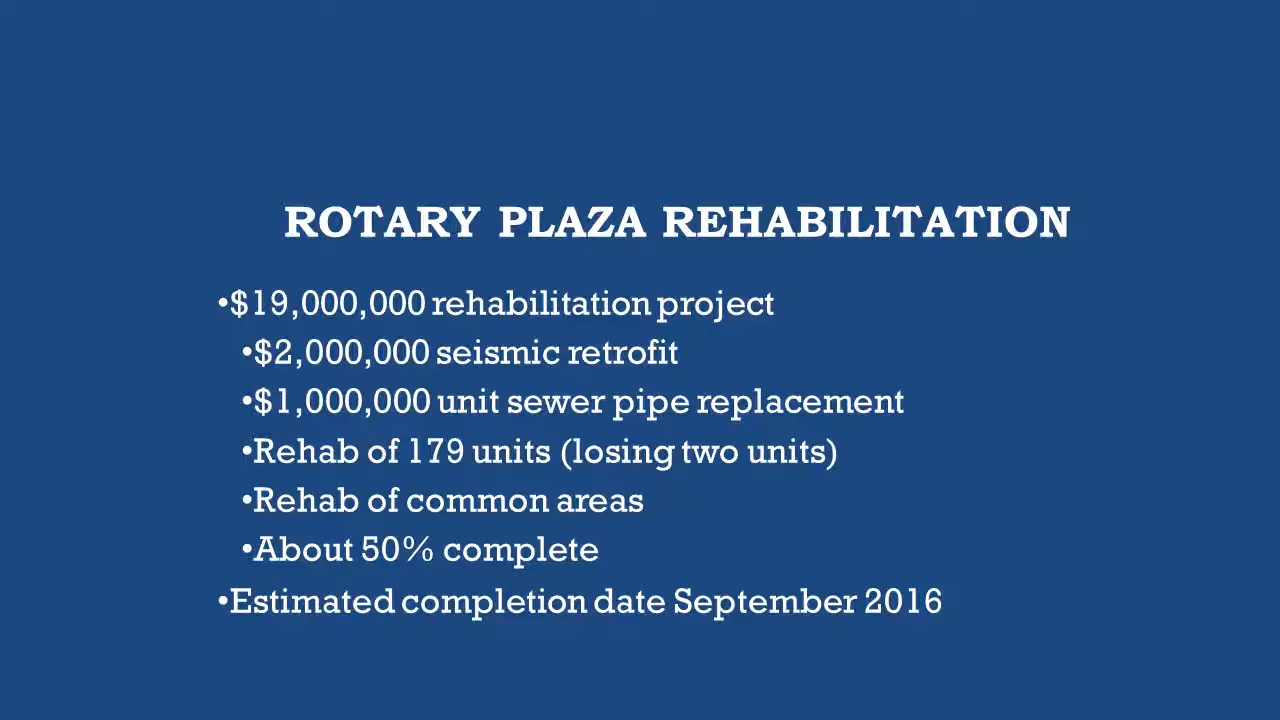 ROTARY PLAZA REHABILITATION
•$19,000,000 rehabilitation project
•$2,000,000 seismic retrofit
•$1,000,000 unit sewer pipe replacement
•Rehab of 179 units (losing two units)
•Rehab of common areas
•About 50% complete
•Estimated completion date September 2016